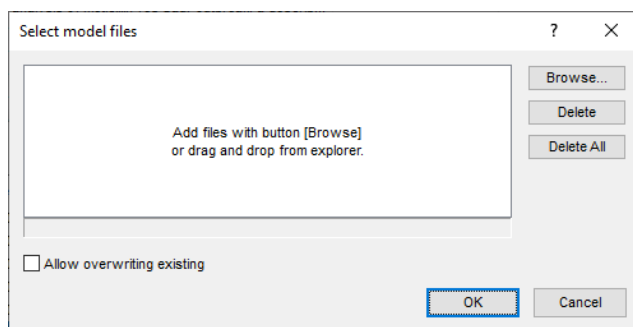 Select model files
?
Browse...
Delete
Delete All
Add files with button [Browse]
or drag and drop from explorer.
Allow overwriting existing
OK
Cancel